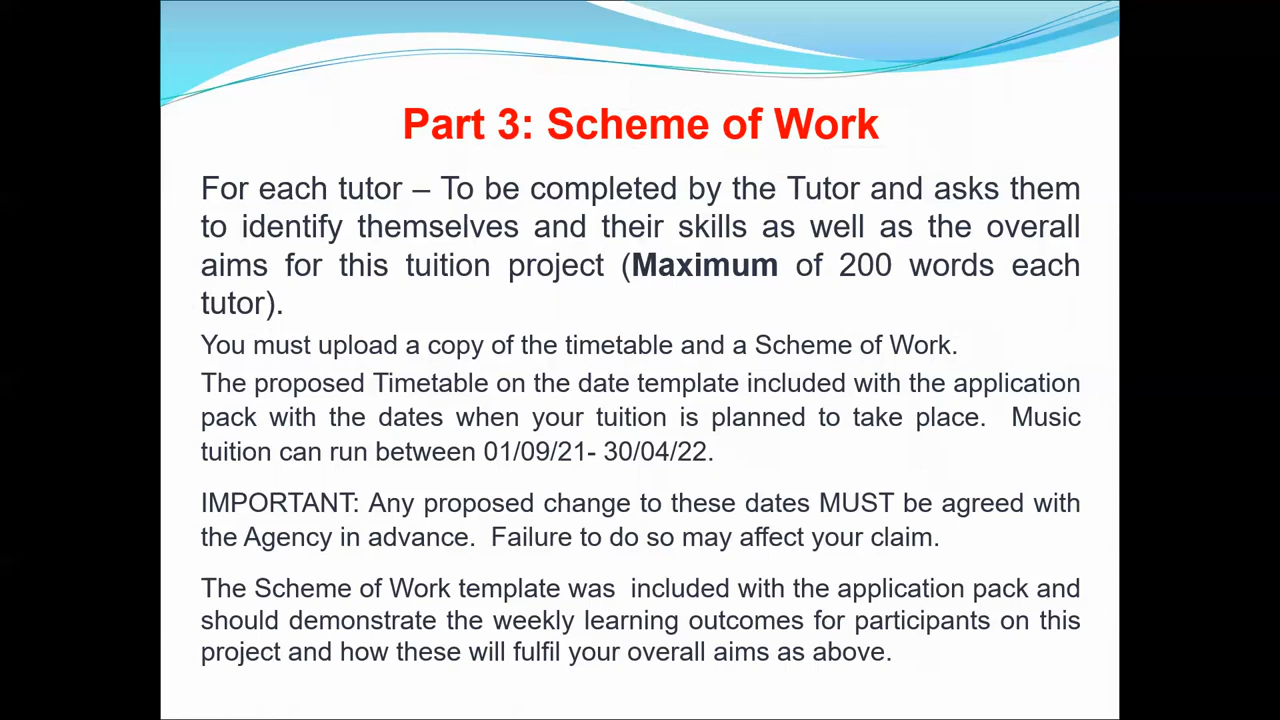 Part 3: Scheme of Work
For each tutor – To be completed by the Tutor and asks them
to identify themselves and their skills as well as the overall
aims for this tuition project (Maximum of 200 words each
tutor).
You must upload a copy of the timetable and a Scheme of Work.
The proposed Timetable on the date template included with the application
pack with the dates when your tuition is planned to take place.  Music
tuition can run between 01/09/21- 30/04/22.
IMPORTANT: Any proposed change to these dates MUST be agreed with
the Agency in advance.  Failure to do so may affect your claim.
The Scheme of Work template was  included with the application pack and
should demonstrate the weekly learning outcomes for participants on this
project and how these will fulfil your overall aims as above.